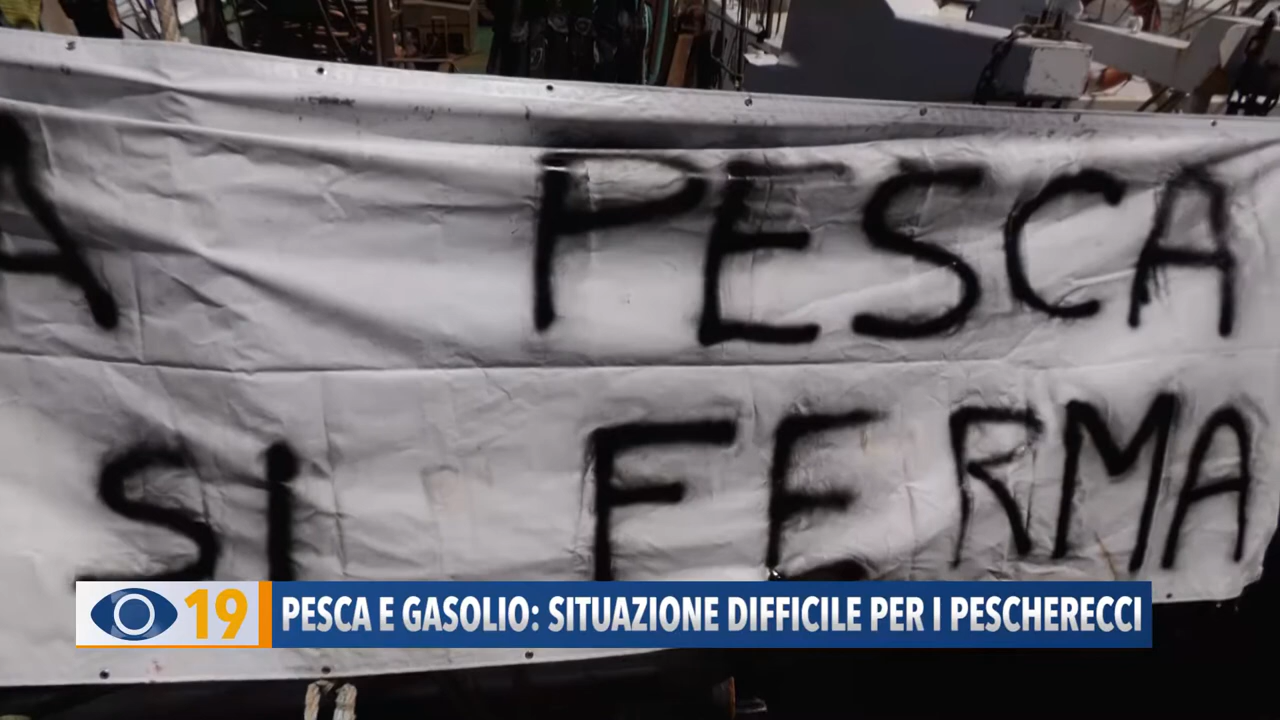 A PESCA
SI FERMA
19
PESCA E GASOLIO: SITUAZIONE DIFFICILE PER I PESCHERECCI